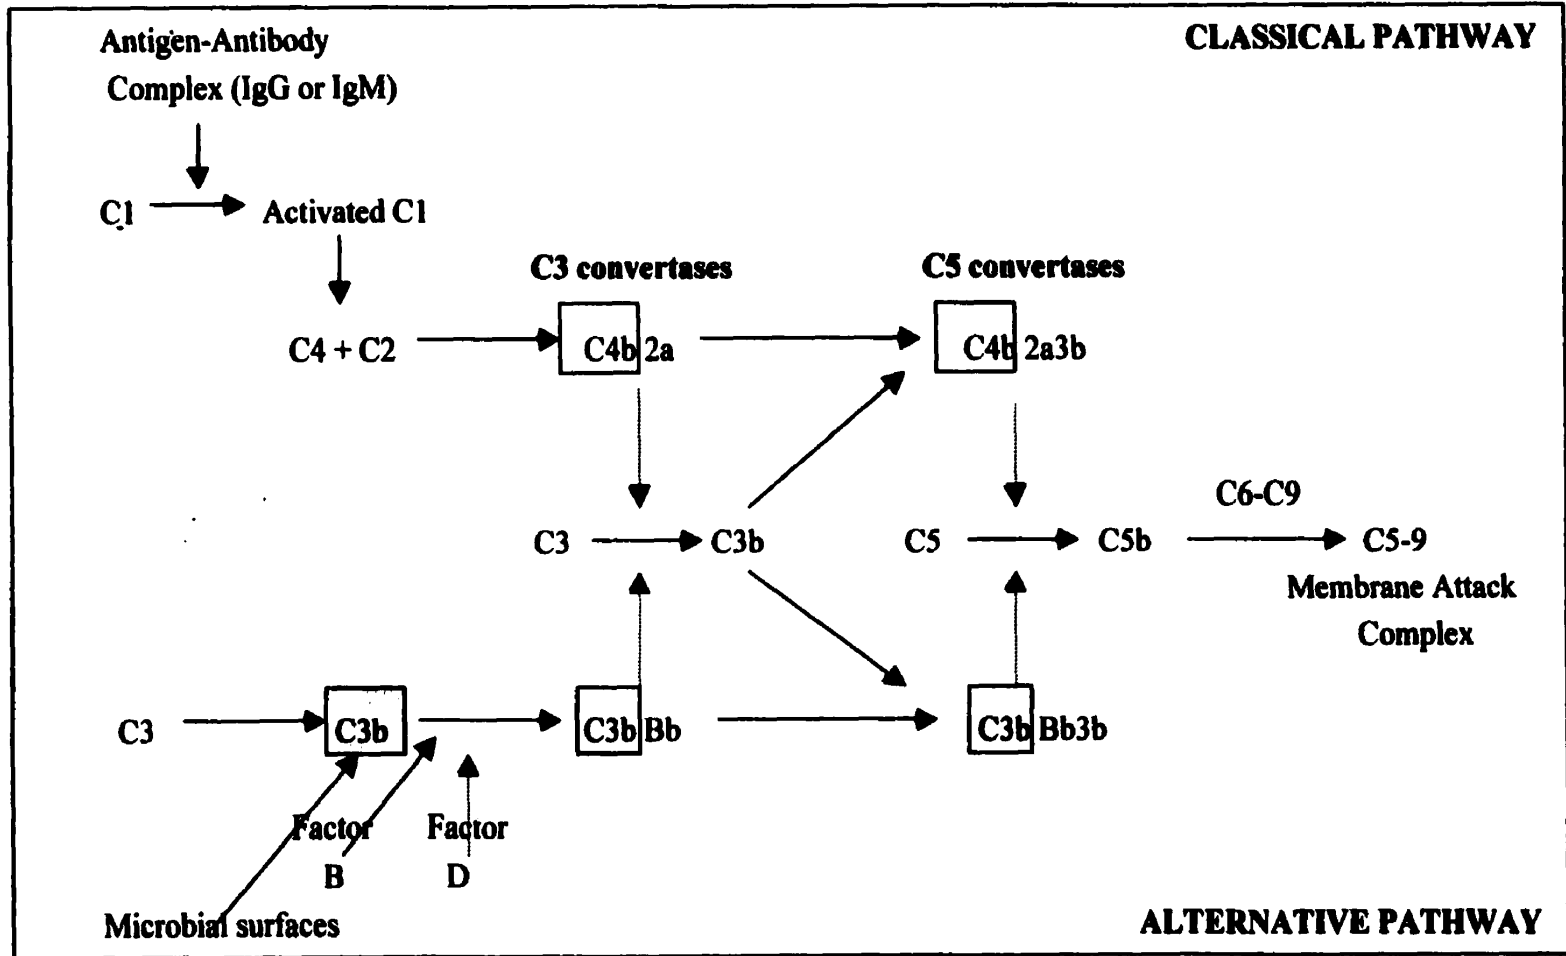 Antigen-Antibody
Complex (IgG or IgM)
CLASSICAL PATHWAY
C1
Activated C1
C3 convertases
C5 convertases
C4 + C2
C4b 2a
C4b 2a3b
C6-C9
C3
C3b
C5
C5b
C5-9
Membrane Attack
Complex
C3
C3b
C3b Bb
C3b Bb3b
Factor
B
Factor
D
Microbial surfaces
ALTERNATIVE PATHWAY